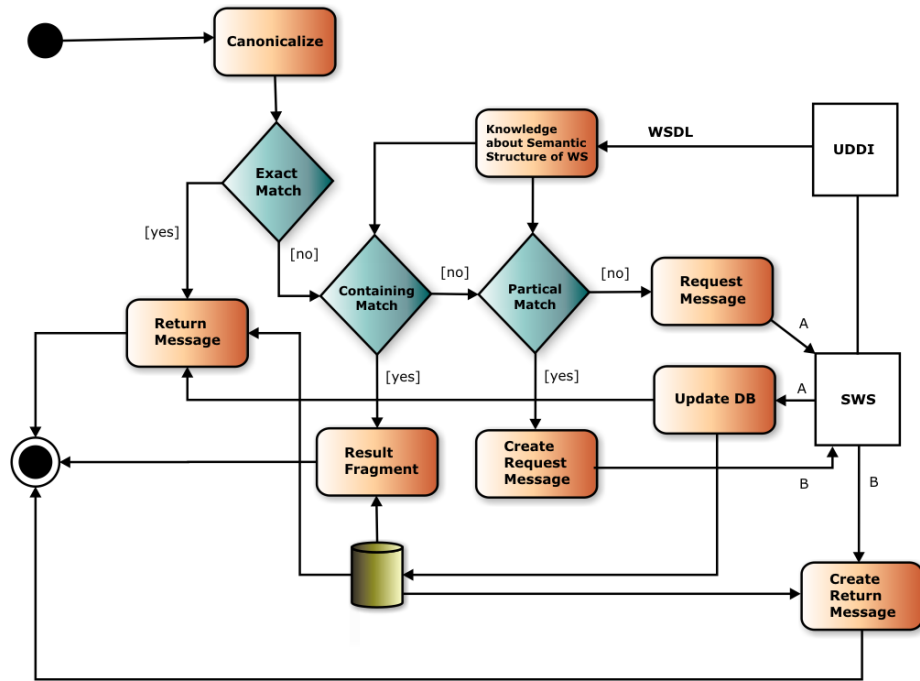 Canonicalize
Knowledge
about Semantic
Structure of WS
WSDL
UDDI
Exact
Match
[yes]
[no]
Containing
Match
[no]
Partical
Match
[no]
Request
Message
A
Return
Message
[yes]
[yes]
Update DB
A
SWS
Result
Fragment
Create
Request
Message
B
B
Create
Return
Message